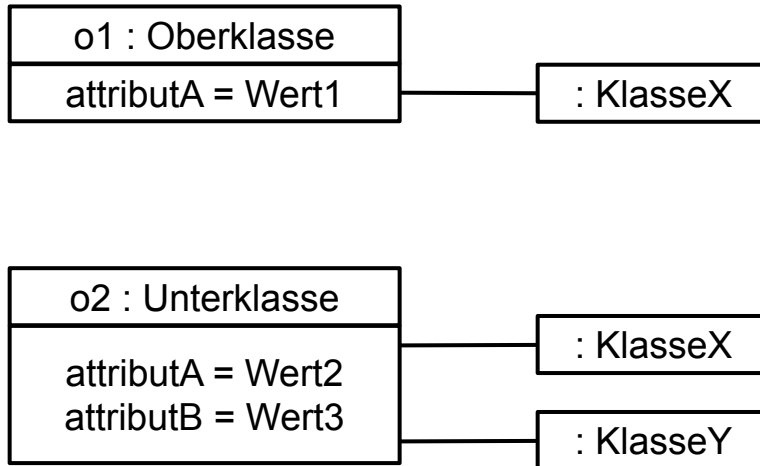 o1 : Oberklasse
attributA = Wert1
: KlasseX
o2 : Unterklasse
attributA = Wert2
attributB = Wert3
: KlasseX
: KlasseY